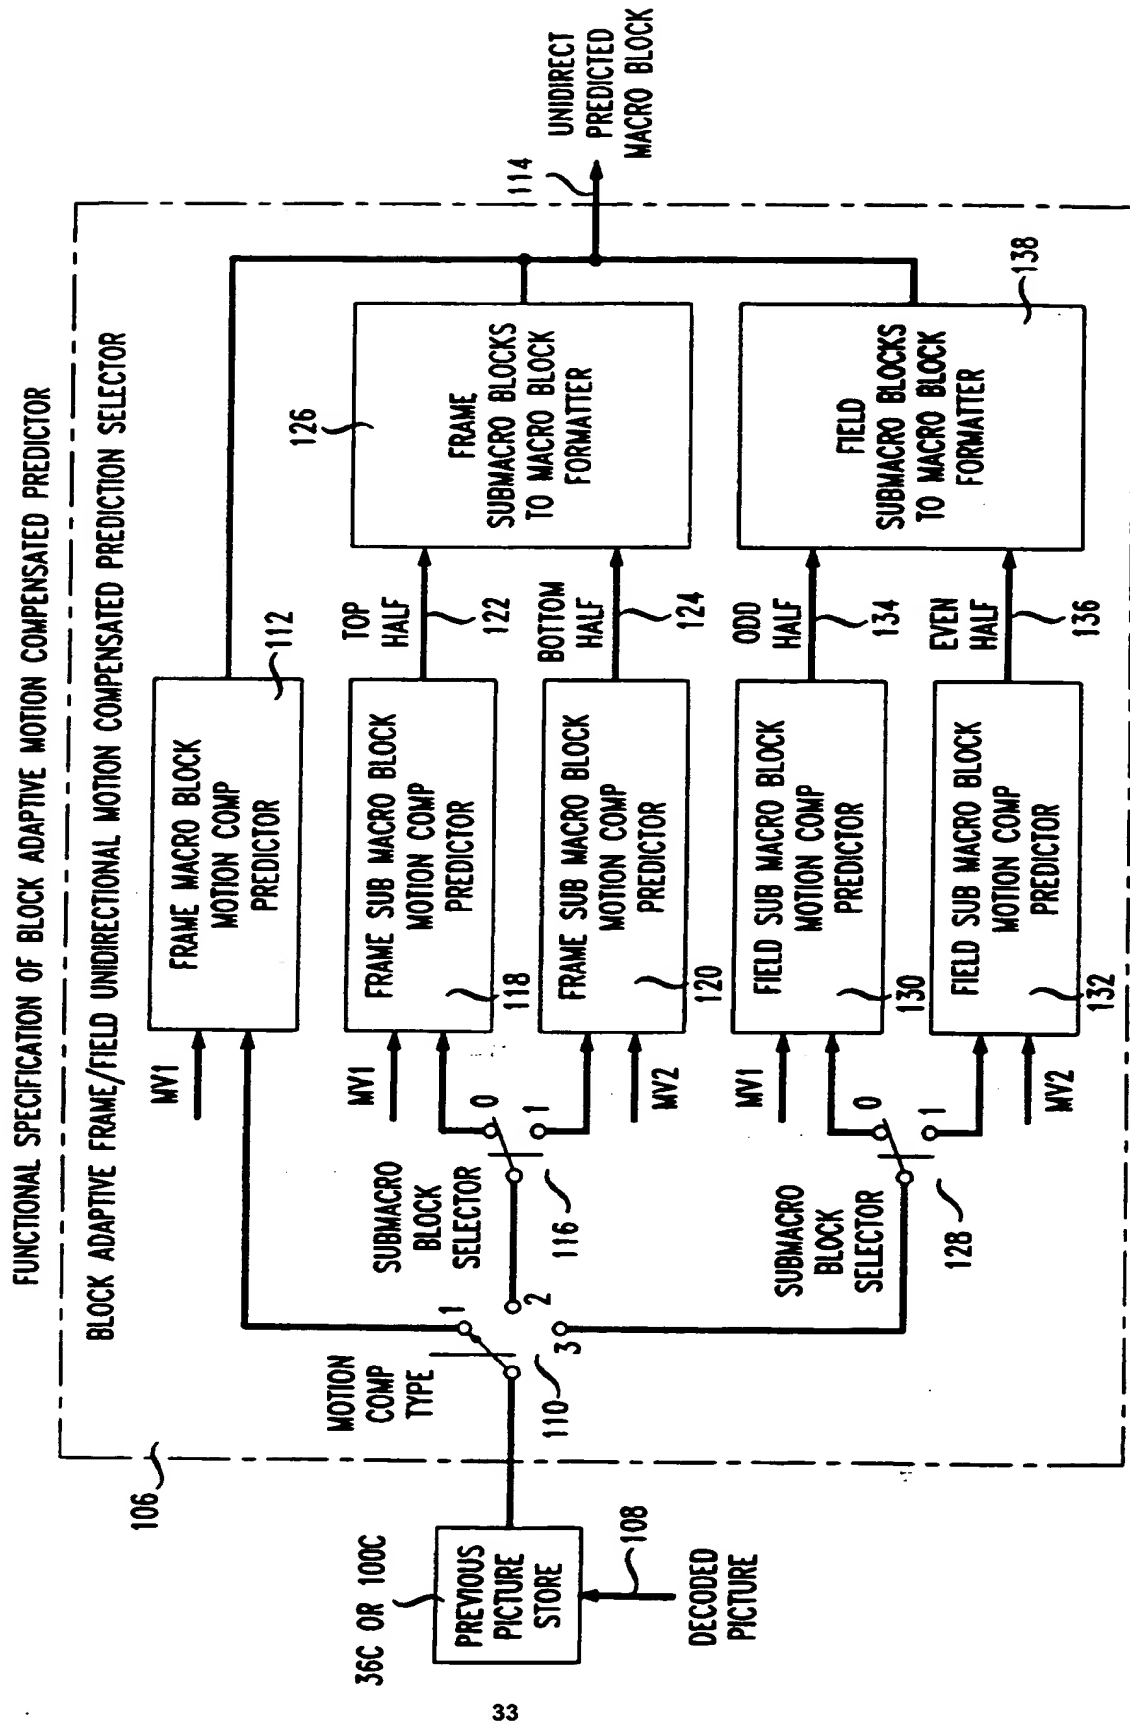 FUNCTIONAL SPECIFICATION OF BLOCK ADAPTIVE MOTION COMPENSATED PREDICTOR
BLOCK ADAPTIVE FRAME/FIELD UNIDIRECTIONAL MOTION COMPENSATED PREDICTION SELECTOR
106
36C OR 100C
PREVIOUS
PICTURE
STORE
108
DECODED
PICTURE
MOTION
COMP
TYPE
1
2
3
110
MV1
FRAME MACRO BLOCK
MOTION COMP
PREDICTOR
112
SUBMACRO
BLOCK
SELECTOR
0
1
116
MV1
FRAME SUB MACRO BLOCK
MOTION COMP
PREDICTOR
118
TOP
HALF
122
FRAME SUB MACRO BLOCK
MOTION COMP
PREDICTOR
120
MV2
BOTTOM
HALF
124
126
FRAME
SUBMACRO BLOCKS
TO MACRO BLOCK
FORMATTER
114
UNIDIRECT
PREDICTED
MACRO BLOCK
SUBMACRO
BLOCK
SELECTOR
0
1
128
MV1
FIELD SUB MACRO BLOCK
MOTION COMP
PREDICTOR
130
ODD
HALF
134
FIELD SUB MACRO BLOCK
MOTION COMP
PREDICTOR
132
MV2
EVEN
HALF
136
FIELD
SUBMACRO BLOCKS
TO MACRO BLOCK
FORMATTER
138
33